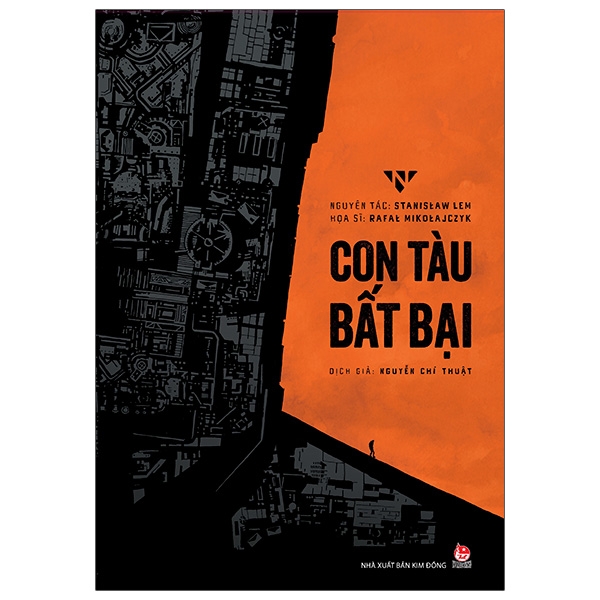 NGUYÊN TÁC: STANISŁAW LEM
HỌA SĨ: RAFAŁ MIKOŁAJCZYK
CON TÀU
BẤT BẠI
DỊCH GIẢ: NGUYỄN CHÍ THUẬT
NHÀ XUẤT BẢN KIM ĐỒNG